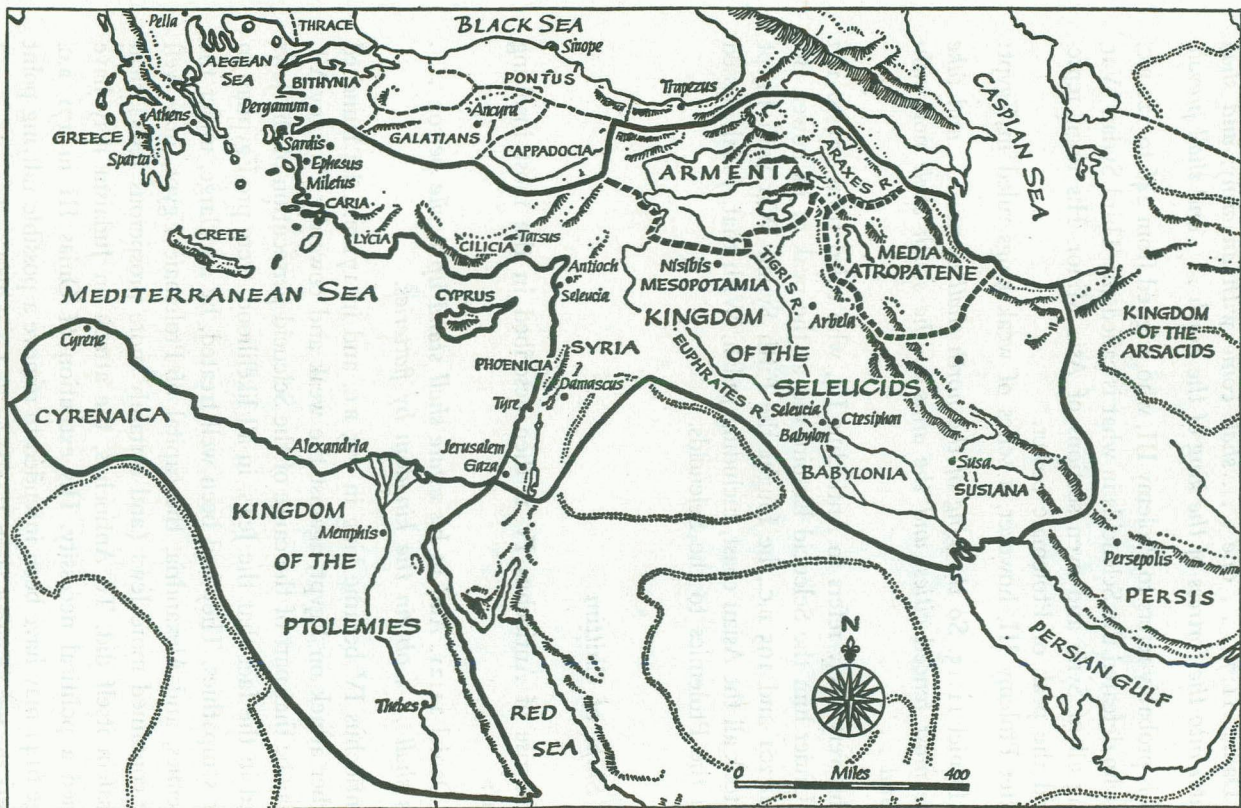 Pella
THRACE
BLACK SEA
Sinope
AEGEAN
SEA
BITHYNIA
PONTUS
Trapezus
CASPIAN SEA
Pergamum
Ancyra
GALATIANS
CAPPADOCIA
GREECE
Athens
Sparta
Sardis
Ephesus
Miletus
CARIA
LYCIA
CILICIA
Tarsus
ARMENIA
ARAXES R.
MEDIA
ATROPATENE
CRETE
MEDITERRANEAN SEA
CYPRUS
Antioch
Seleucia
Nisibis
MESOPOTAMIA
TIGRIS R.
Arbela
KINGDOM
OF THE
SELEUCIDS
KINGDOM
OF THE
ARSACIDS
EUPHRATES R.
PHOENICIA
SYRIA
Damascus
Tyre
Seleucia
Ctesiphon
Babylon
BABYLONIA
Susa
SUSIANA
Cyrene
CYRENAICA
Alexandria
Jerusalem
Gaza
KINGDOM
OF THE
PTOLEMIES
Memphis
Thebes
RED
SEA
Persepolis
PERSIS
PERSIAN GULF
N
0 Miles 400